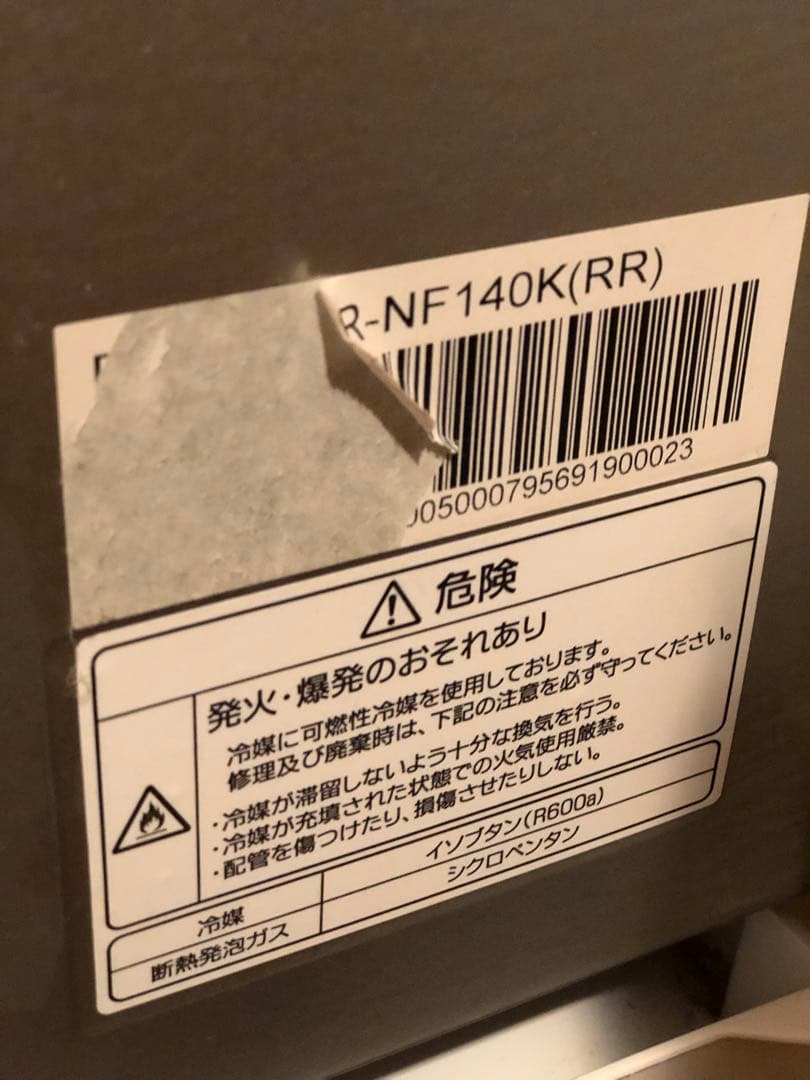 R-NF140K(RR)
005000795691900023
危険
発火・爆発のおそれあり
冷媒に可燃性冷媒を使用しております。
修理及び廃棄時は、下記の注意を必ず守ってください。
・冷媒が滞留しないよう十分な換気を行う。
・冷媒が充填された状態での火気使用厳禁。
・配管を傷つけたり、損傷させたりしない。
冷媒 イソブタン(R600a)
断熱発泡ガス シクロペンタン